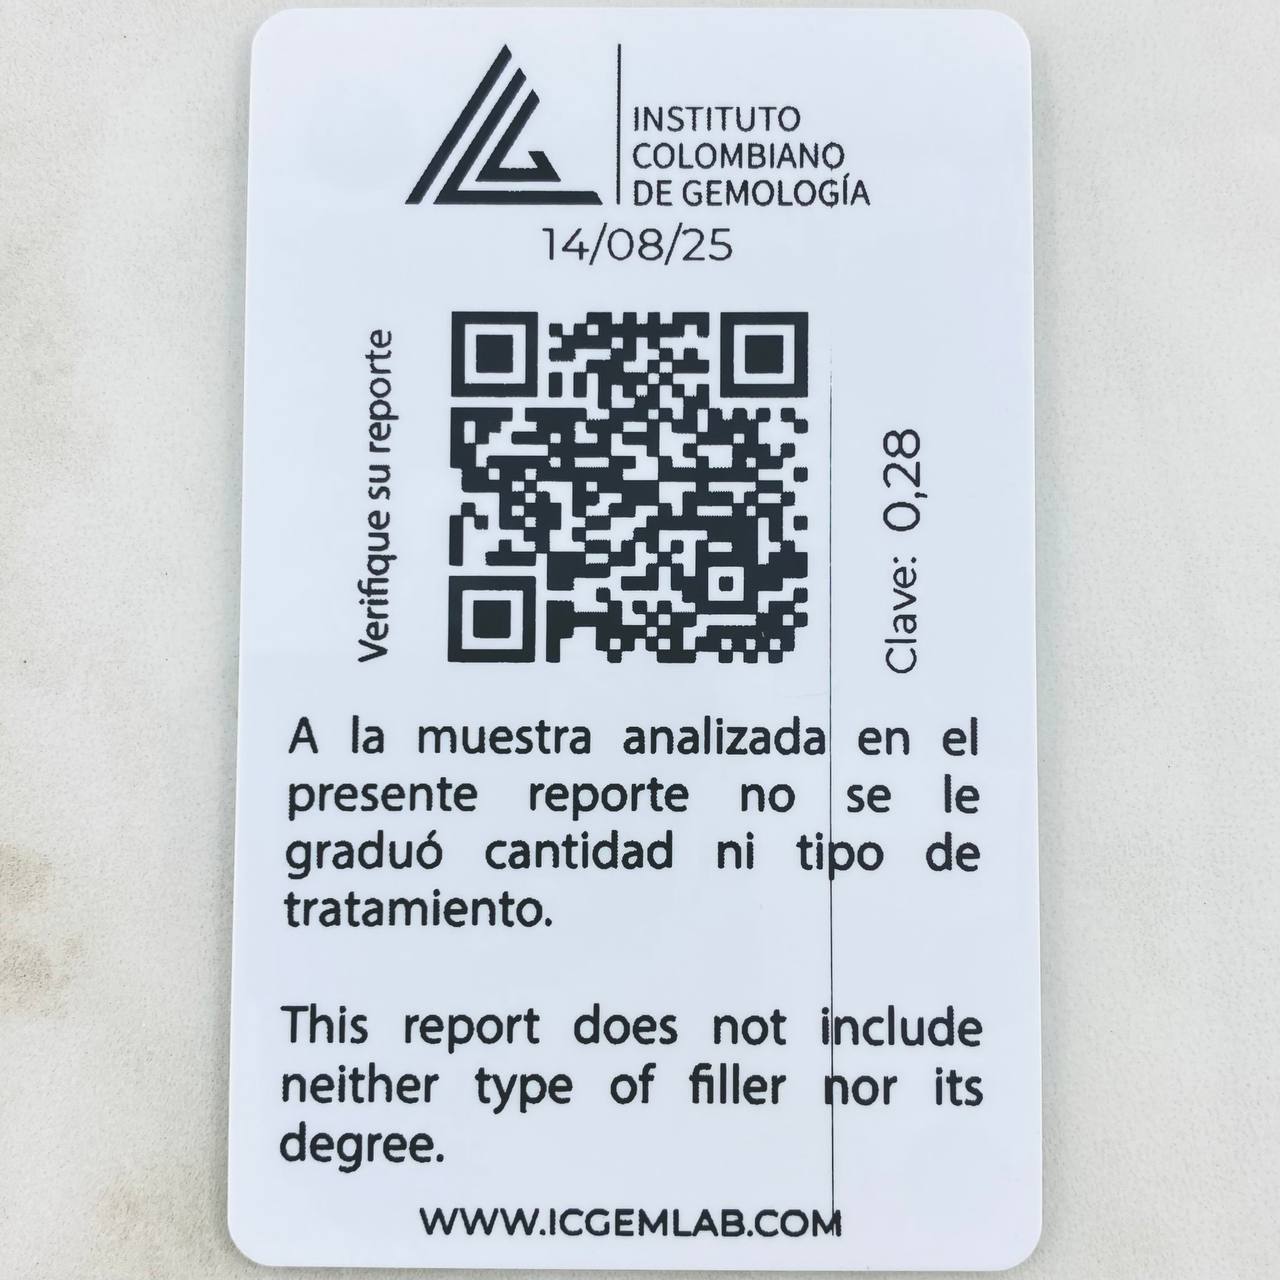 INSTITUTO
COLOMBIANO
DE GEMOLOGÍA
14/08/25
Verifique su reporte
Clave: 0,28
A la muestra analizada en el
presente reporte no se le
graduó cantidad ni tipo de
tratamiento.
This report does not include
neither type of filler nor its
degree.
WWW.ICGEMLAB.COM